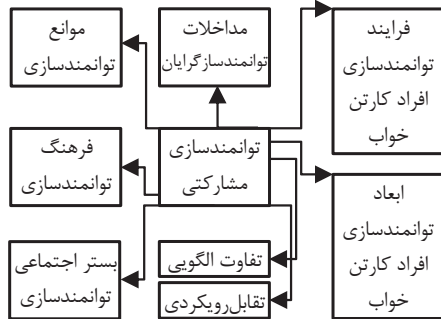 فرایند
توانمندسازی
افراد کارتن
خواب
مداخلات
توانمندسازگرایان
موانع
توانمندسازی
توانمندسازی
مشارکتی
فرهنگ
توانمندسازی
ابعاد
توانمندسازی
افراد کارتن
خواب
تفاوت الگویی
تقابل‌رویکردی
بستر اجتماعی
توانمندسازی